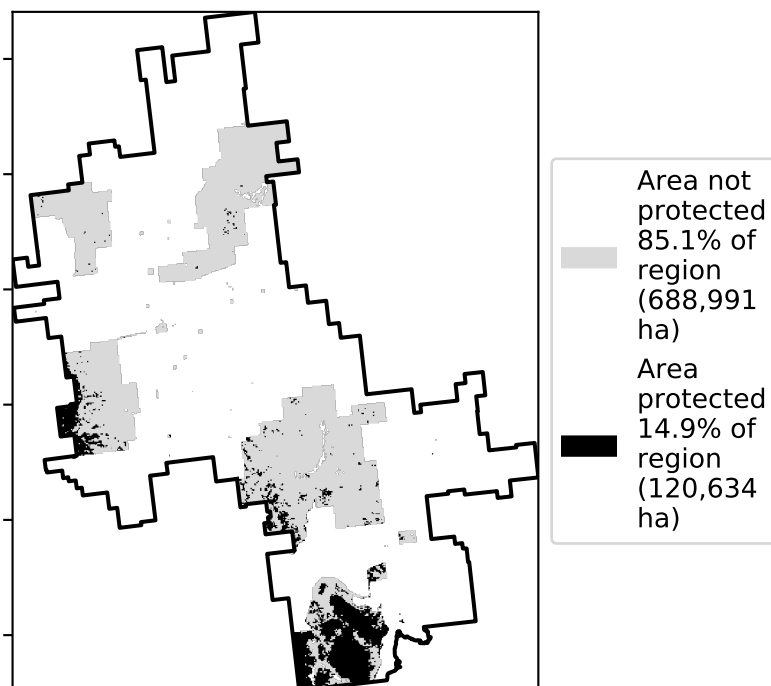 Area not
protected
85.1% of
region
(688,991
ha)
Area
protected
14.9% of
region
(120,634
ha)